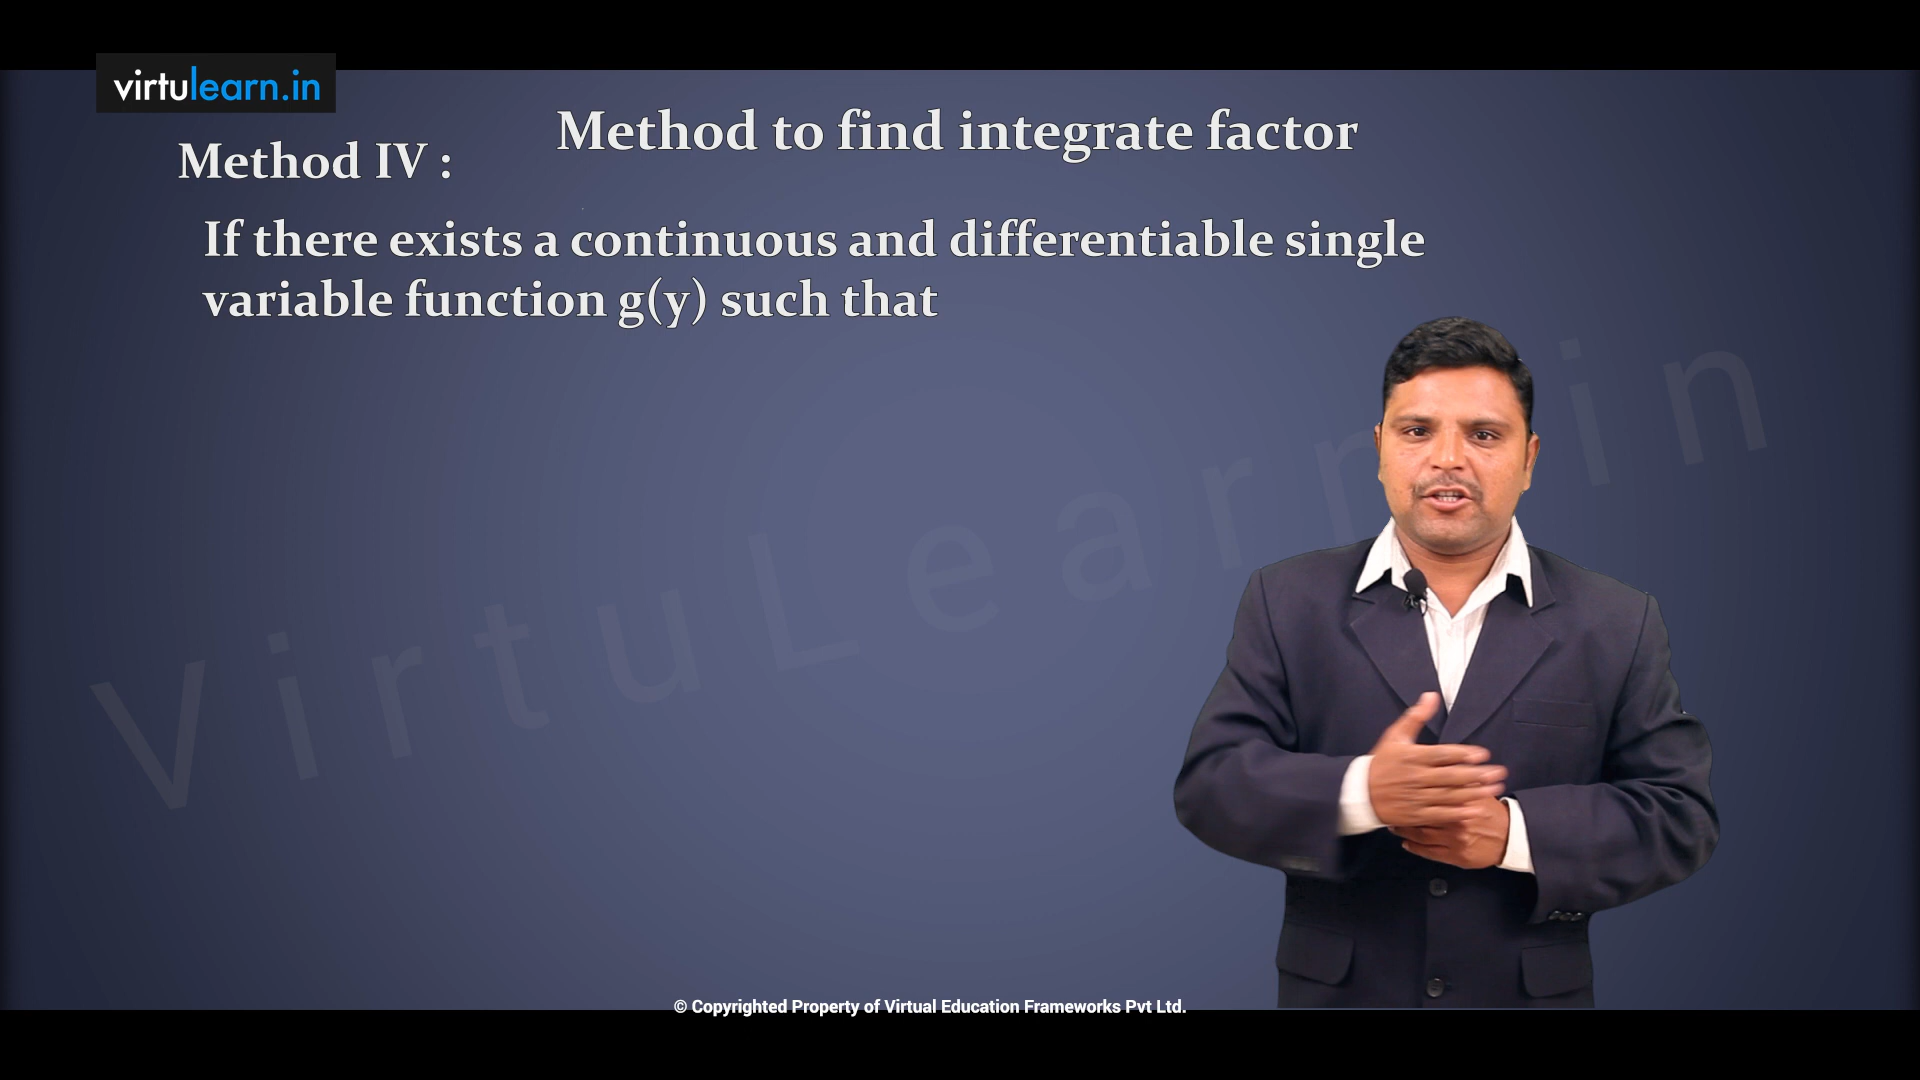 virtulearn.in
Method to find integrate factor
Method IV :
If there exists a continuous and differentiable single
variable function g(y) such that
VirtuLearn.in
© Copyrighted Property of Virtual Education Frameworks Pvt Ltd.